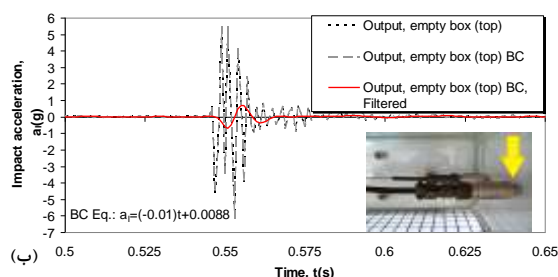 Impact acceleration,
aᵢ(g)
6
5
4
3
2
1
0
-1
-2
-3
-4
-5
-6
-7
Output, empty box (top)
Output, empty box (top) BC
Output, empty box (top) BC,
Filtered
BC Eq.: aᵢ=(-0.01)t+0.0088
(ب)
0.5 0.525 0.55 0.575 0.6 0.625 0.65
Time, t(s)